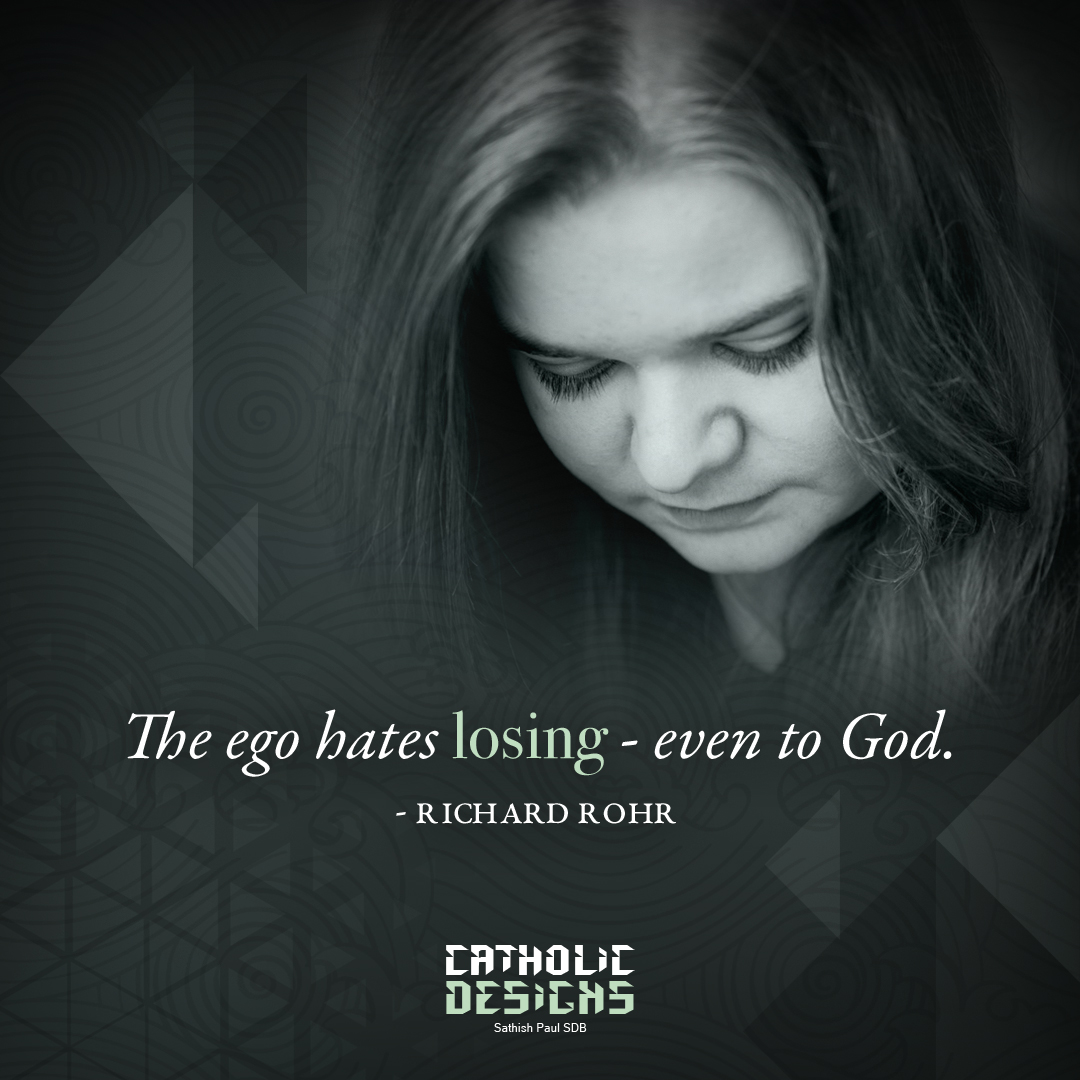 The ego hates losing - even to God.
- RICHARD ROHR
CATHOLIC
DESIGNS
Sathish Paul SDB